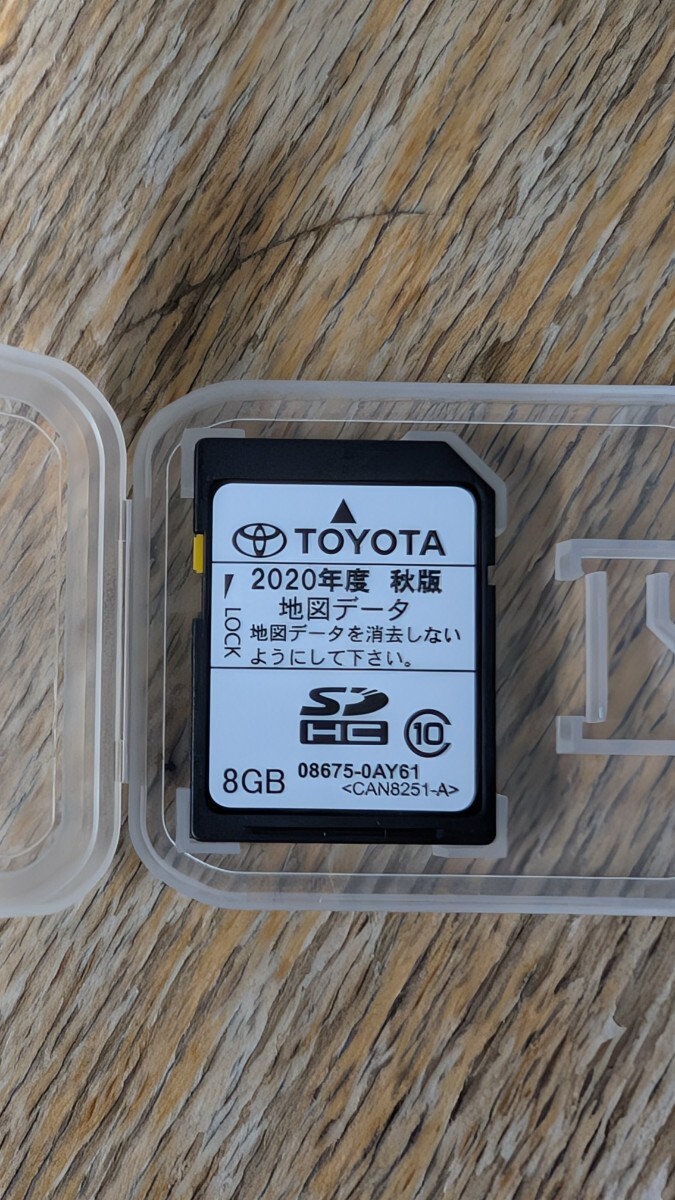 TOYOTA
2020年度 秋版
地図データ
地図データを消去しない
ようにして下さい。
LOCK
SD
HC
10
8GB
08675-0AY61
<CAN8251-A>